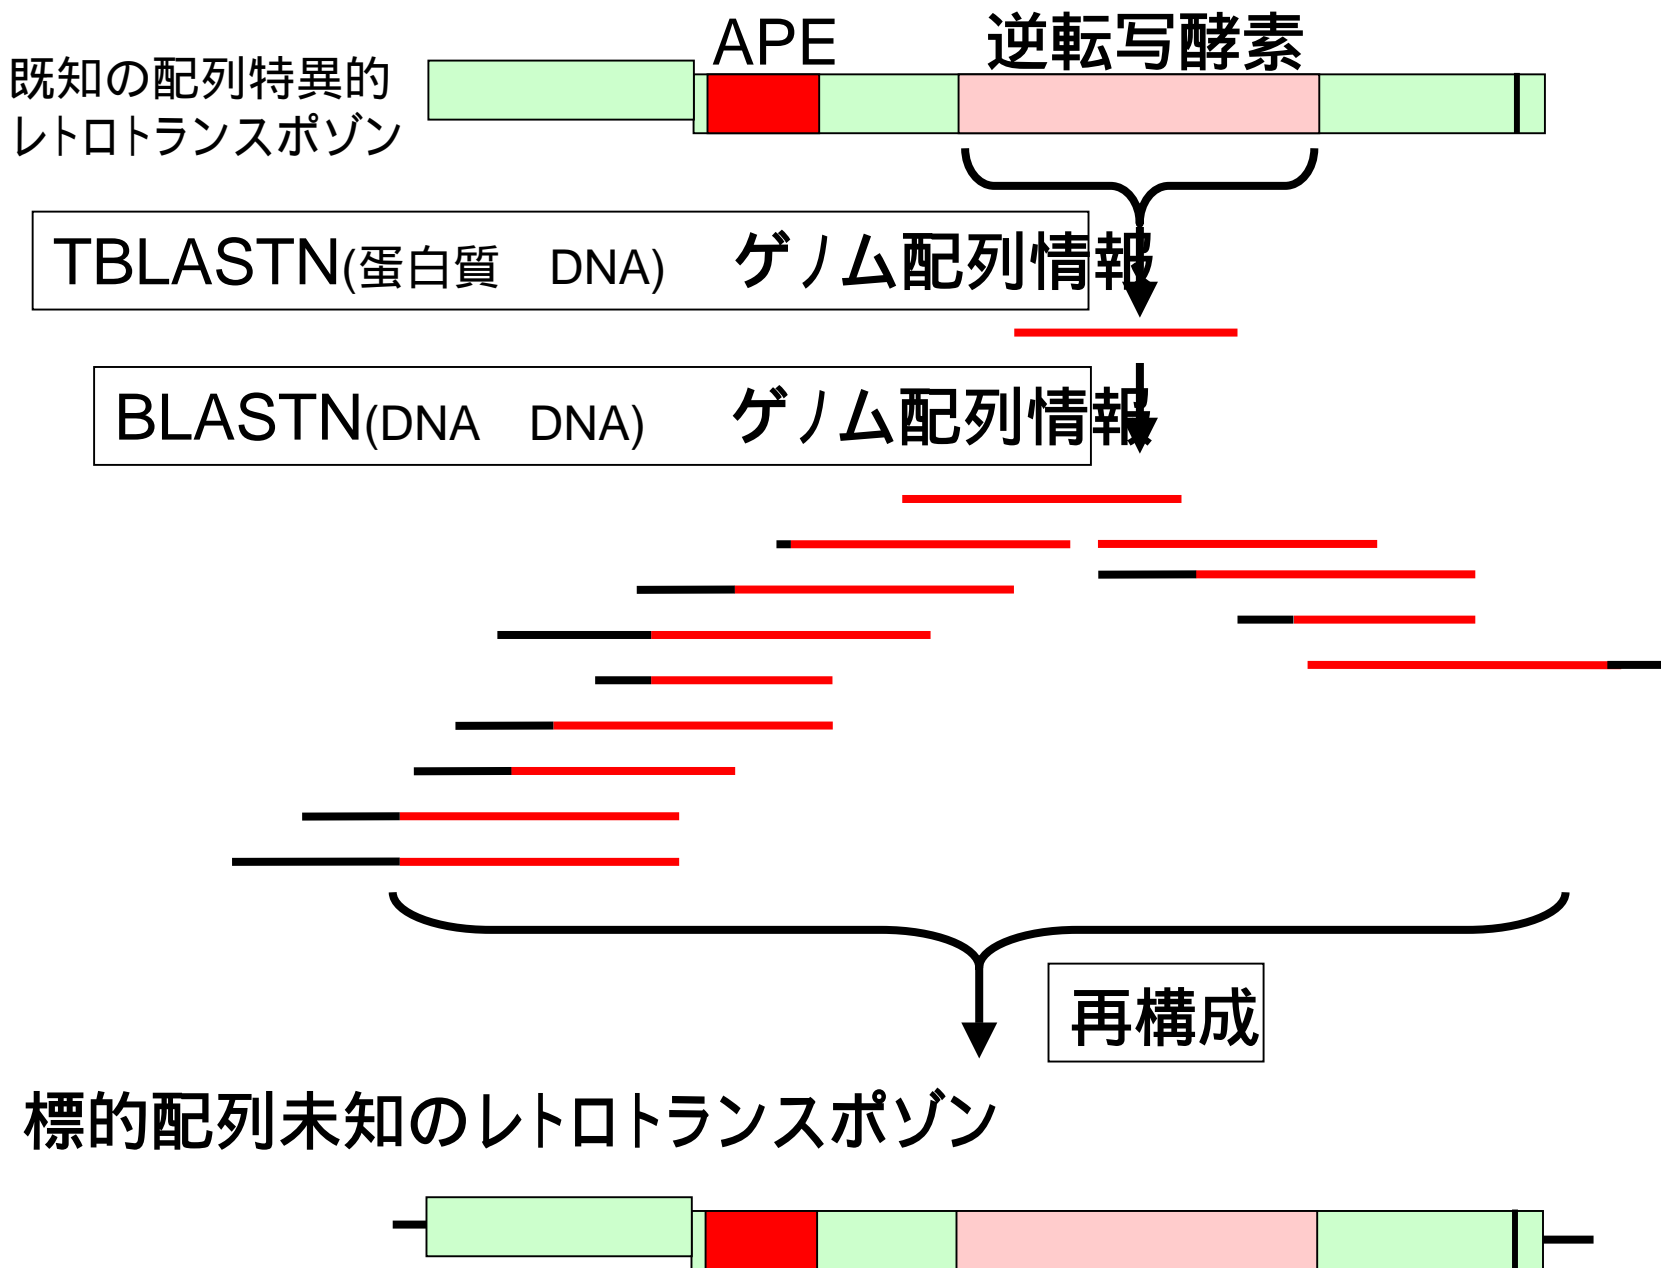 APE 逆転写酵素
既知の配列特異的
レトロトランスポゾン
TBLASTN(蛋白質　DNA)　ゲノム配列情報
BLASTN(DNA　DNA)　ゲノム配列情報
再構成
標的配列未知のレトロトランスポゾン